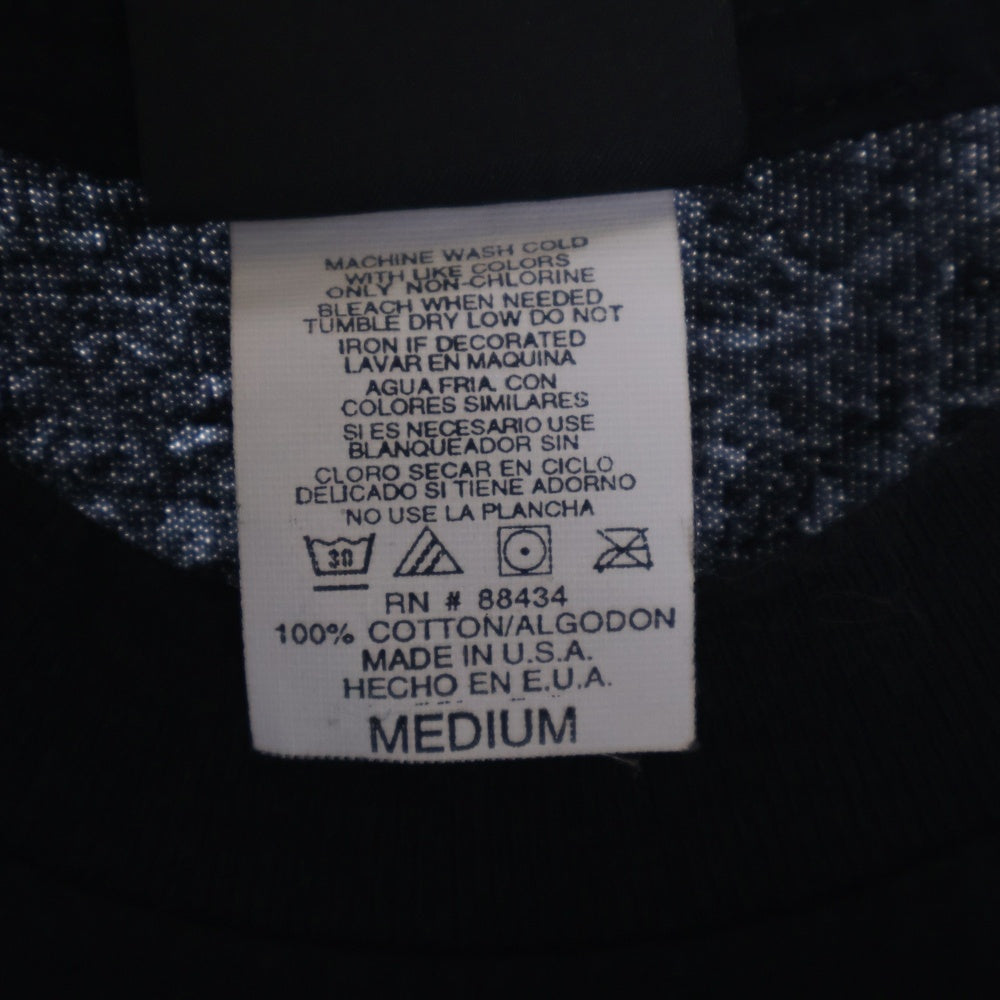 MACHINE WASH COLD
WITH LIKE COLORS
ONLY NON-CHLORINE
BLEACH WHEN NEEDED
TUMBLE DRY LOW DO NOT
IRON IF DECORATED
LAVAR EN MAQUINA
AGUA FRIA. CON
COLORES SIMILARES
SI ES NECESARIO USE
BLANQUEADOR SIN
CLORO SECAR EN CICLO
DELICADO SI TIENE ADORNO
NO USE LA PLANCHA
30
RN # 88434
100% COTTON/ALGODON
MADE IN U.S.A.
HECHO EN E.U.A.
MEDIUM